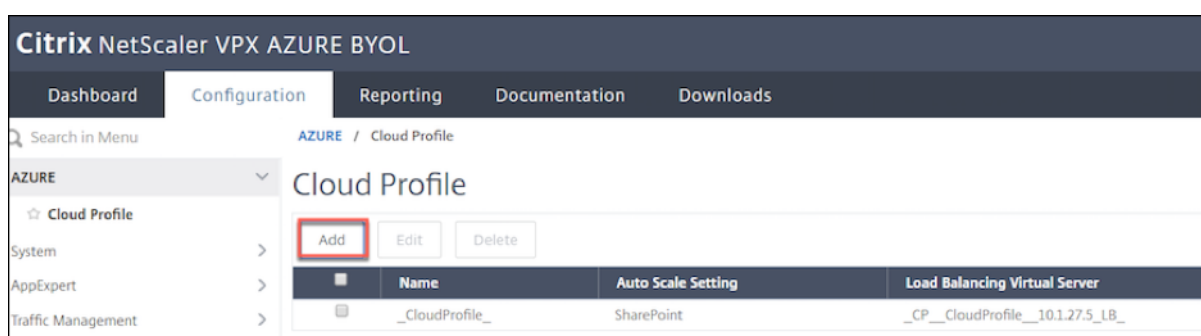 Citrix NetScaler VPX AZURE BYOL
Dashboard Configuration Reporting Documentation Downloads
Search in Menu
AZURE / Cloud Profile
AZURE
Cloud Profile
Cloud Profile
System
AppExpert
Traffic Management
Add Edit Delete
Name Auto Scale Setting Load Balancing Virtual Server
_CloudProfile_ SharePoint _CP__CloudProfile__10.1.27.5_LB_